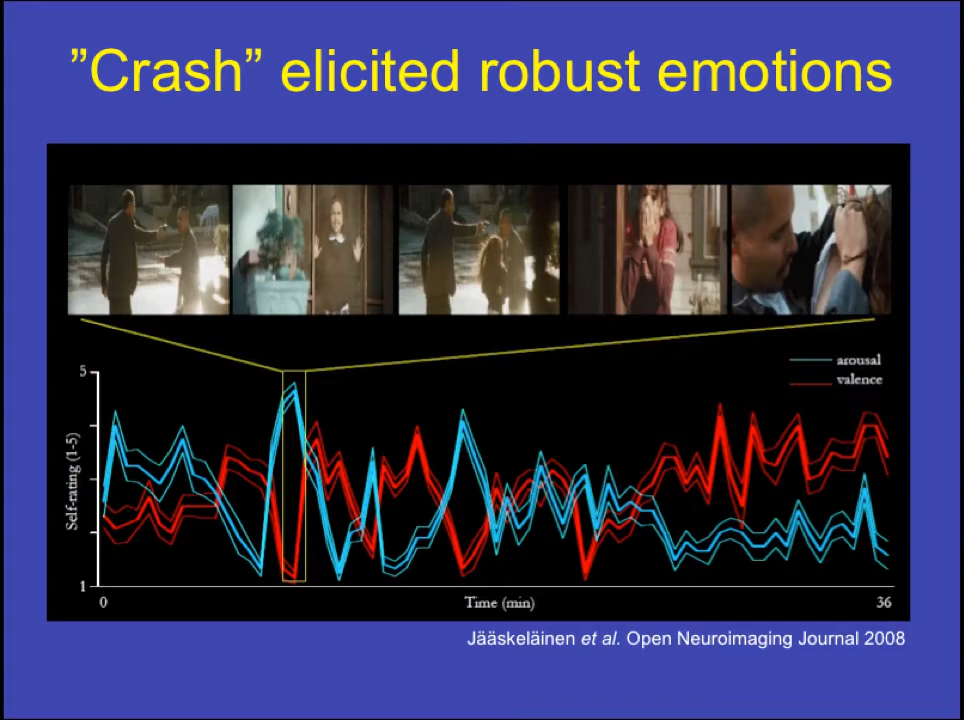 ”Crash” elicited robust emotions
arousal
valence
5
Self-rating (1-5)
1
0
Time (min)
36
Jääskeläinen et al. Open Neuroimaging Journal 2008